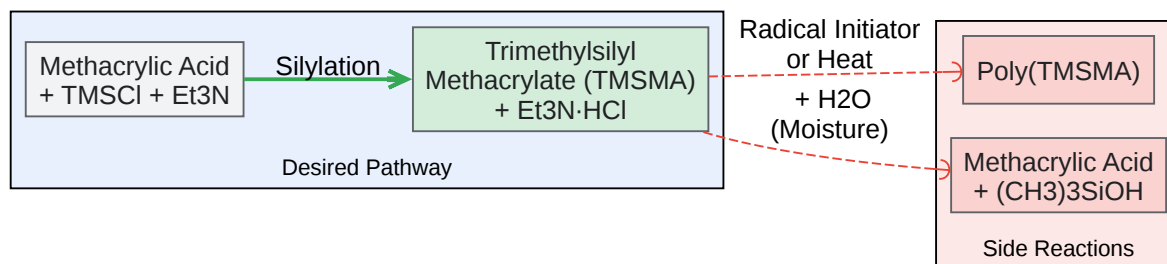 Methacrylic Acid
+ TMSCl + Et3N
Silylation
Trimethylsilyl
Methacrylate (TMSMA)
+ Et3N·HCl
Desired Pathway
Radical Initiator
or Heat
+ H2O
(Moisture)
Poly(TMSMA)
Methacrylic Acid
+ (CH3)3SiOH
Side Reactions